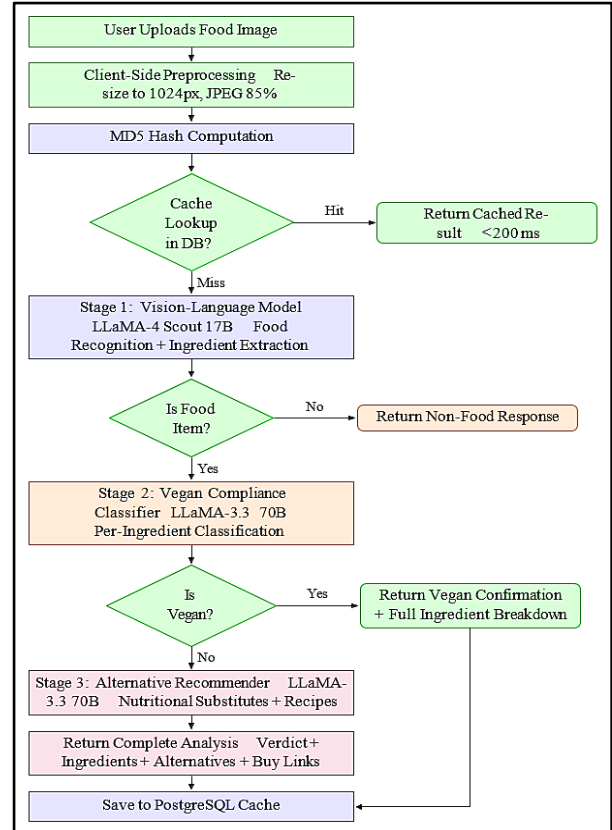 User Uploads Food Image
Client-Side Preprocessing Re-
size to 1024px, JPEG 85%
MD5 Hash Computation
Cache
Lookup
in DB?
Hit
Return Cached Re-
sult <200 ms
Miss
Stage 1: Vision-Language Model
LLaMA-4 Scout 17B Food
Recognition + Ingredient Extraction
Is Food
Item?
No
Return Non-Food Response
Yes
Stage 2: Vegan Compliance
Classifier LLaMA-3.3 70B
Per-Ingredient Classification
Is
Vegan?
Yes
Return Vegan Confirmation
+ Full Ingredient Breakdown
No
Stage 3: Alternative Recommender LLaMA-
3.3 70B Nutritional Substitutes + Recipes
Return Complete Analysis Verdict +
Ingredients + Alternatives + Buy Links
Save to PostgreSQL Cache